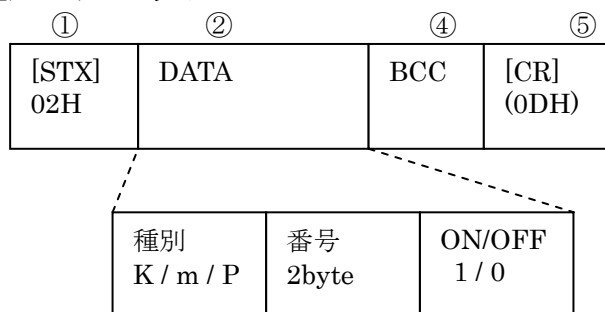 ① ② ④ ⑤
[STX] DATA BCC [CR]
02H (0DH)
種別 番号 ON/OFF
K / m / P 2byte 1 / 0